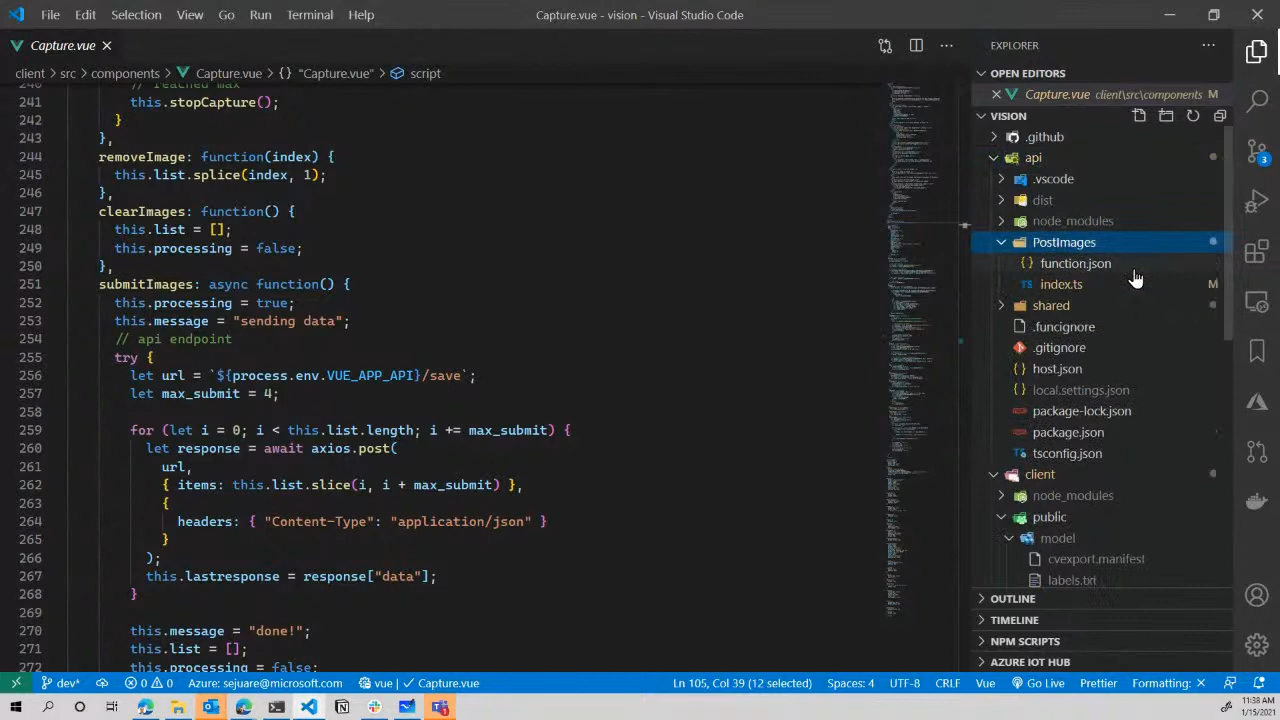 File Edit Selection View Go Run Terminal Help
Capture.vue - vision - Visual Studio Code
Capture.vue
client > src > components > Capture.vue > {} "Capture.vue" > script
240 // reached max
241 this.stopFire();
242
243 },
244 removeImage: function(index) {
245 this.list.splice(index, 1);
246 },
247 clearImages: function() {
248 this.list = [];
249 this.processing = false;
250 },
251 submitImages: async function() {
252 this.processing = true;
253 this.message = "sending data";
254
255 try {
256 let url = `${process.env.VUE_APP_API}/save`;
257 let max_submit = 4;
258
259 for (let i = 0; i < this.list.length; i += max_submit) {
260 let response = await axios.post(
261 url,
262 { items: this.list.slice(i, i + max_submit) },
263 {
264 headers: { "Content-Type": "application/json" }
265 }
266 );
267 this.postresponse = response["data"];
268 }
269
270 this.message = "done!";
271 this.list = [];
272 this.processing = false;
EXPLORER
OPEN EDITORS
Capture.vue client\src\components M
VISION
.github
api
.vscode
dist
node_modules
PostImages
function.json
index.ts M
shared
.funcignore
.gitignore
host.json
local.settings.json
package-lock.json
package.json
tsconfig.json
client
node_modules
public
model
labels.txt
OUTLINE
TIMELINE
NPM SCRIPTS
AZURE IOT HUB
dev* 0 0 Azure: sejuare@microsoft.com vue | Capture.vue
Ln 105, Col 39 (12 selected) Spaces: 4 UTF-8 CRLF Vue Go Live Prettier Formatting: ×
11:38 AM
1/15/2021